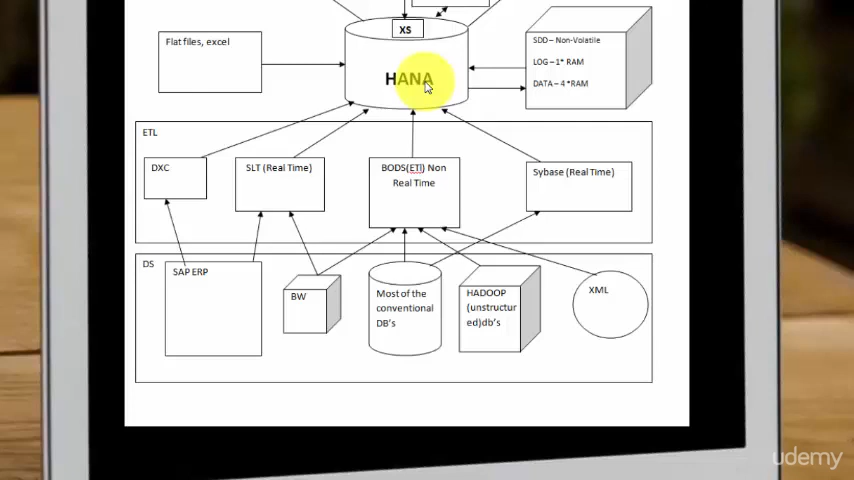 XS
Flat files, excel
HANA
SDD – Non-Volatile
LOG – 1* RAM
DATA – 4 *RAM
ETL
DXC
SLT (Real Time)
BODS(ETl) Non
Real Time
Sybase (Real Time)
DS
SAP ERP
BW
Most of the
conventional
DB's
HADOOP
(unstructur
ed)db's
XML
udemy